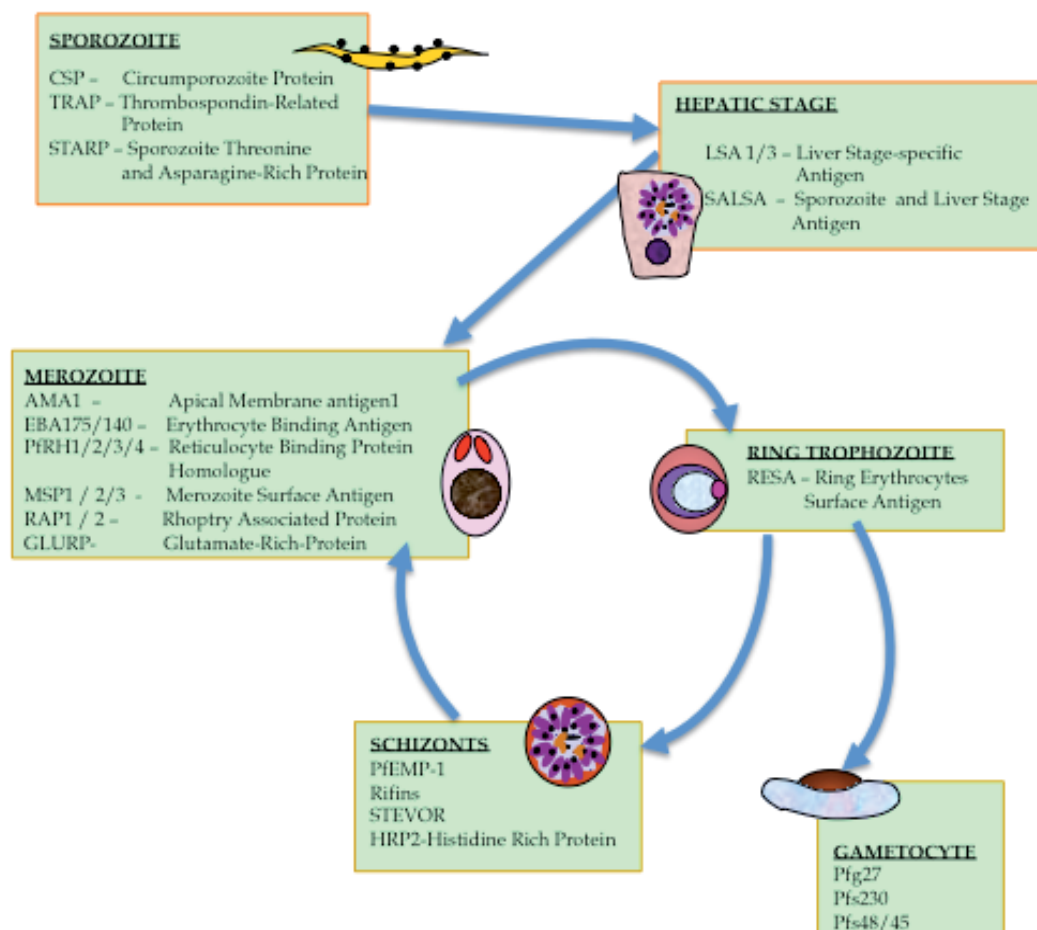 SPOROZOITE
CSP – Circumporozoite Protein
TRAP – Thrombospondin-Related
Protein
STARP – Sporozoite Threonine
and Asparagine-Rich Protein
HEPATIC STAGE
LSA 1/3 – Liver Stage-specific
Antigen
SALSA – Sporozoite and Liver Stage
Antigen
MEROZOITE
AMA1 – Apical Membrane antigen1
EBA175/140 – Erythrocyte Binding Antigen
PfRH1/2/3/4 – Reticulocyte Binding Protein
Homologue
MSP1 / 2/3 – Merozoite Surface Antigen
RAP1 / 2 – Rhoptry Associated Protein
GLURP- Glutamate-Rich-Protein
RING TROPHOZOITE
RESA – Ring Erythrocytes
Surface Antigen
SCHIZONTS
PfEMP-1
Rifins
STEVOR
HRP2-Histidine Rich Protein
GAMETOCYTE
Pfg27
Pfs230
Pfs48/45